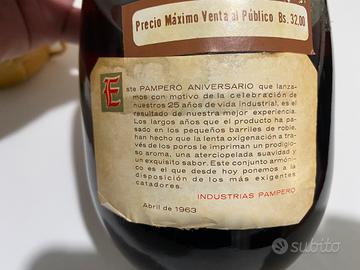 Precio Máximo Venta al Público Bs. 32,00
Este PAMPERO ANIVERSARIO que lanza-
mos con motivo de la celebración de
nuestros 25 años de vida industrial, es el
resultado de nuestra mejor experiencia.
Los largos años que el producto ha pa-
sado en los pequeños barriles de roble,
han hecho que la lenta oxigenación a tra-
vés de los poros le impriman un prodigio-
so aroma, una aterciopelada suavidad y
un exquisito sabor. Este conjunto armóni-
co es el que desde hoy ponemos a la
disposición de los más exigentes
catadores.
INDUSTRIAS PAMPERO
Abril de 1963
subito